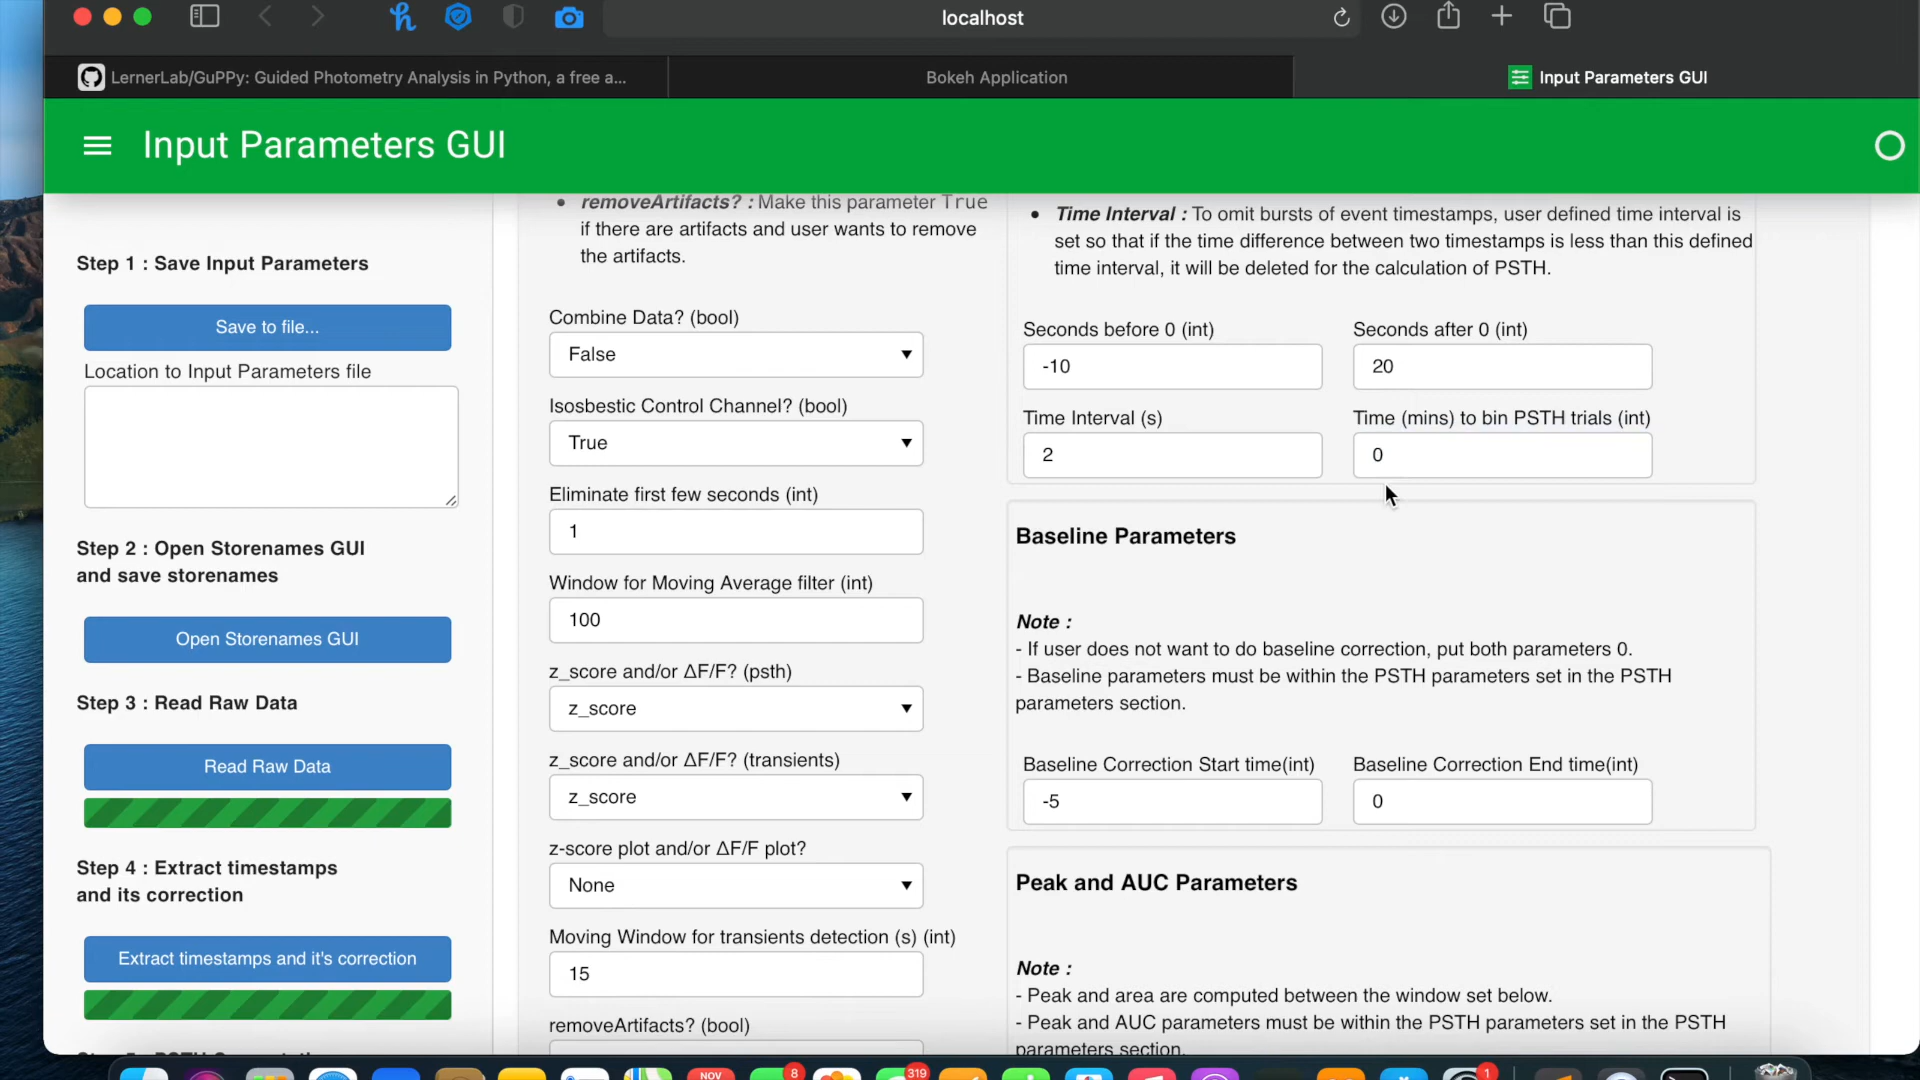 localhost
LernerLab/GuPPy: Guided Photometry Analysis in Python, a free a...
Bokeh Application
Input Parameters GUI
Input Parameters GUI
Step 1 : Save Input Parameters
Save to file...
Location to Input Parameters file
Step 2 : Open Storenames GUI
and save storenames
Open Storenames GUI
Step 3 : Read Raw Data
Read Raw Data
Step 4 : Extract timestamps
and its correction
Extract timestamps and it's correction
• removeArtifacts? : Make this parameter True
if there are artifacts and user wants to remove
the artifacts.
Combine Data? (bool)
False
Isosbestic Control Channel? (bool)
True
Eliminate first few seconds (int)
1
Window for Moving Average filter (int)
100
z_score and/or ΔF/F? (psth)
z_score
z_score and/or ΔF/F? (transients)
z_score
z-score plot and/or ΔF/F plot?
None
Moving Window for transients detection (s) (int)
15
removeArtifacts? (bool)
• Time Interval : To omit bursts of event timestamps, user defined time interval is
set so that if the time difference between two timestamps is less than this defined
time interval, it will be deleted for the calculation of PSTH.
Seconds before 0 (int)
-10
Seconds after 0 (int)
20
Time Interval (s)
2
Time (mins) to bin PSTH trials (int)
0
Baseline Parameters
Note :
- If user does not want to do baseline correction, put both parameters 0.
- Baseline parameters must be within the PSTH parameters set in the PSTH
parameters section.
Baseline Correction Start time(int)
-5
Baseline Correction End time(int)
0
Peak and AUC Parameters
Note :
- Peak and area are computed between the window set below.
- Peak and AUC parameters must be within the PSTH parameters set in the PSTH
parameters section.
NOV
8
319
1